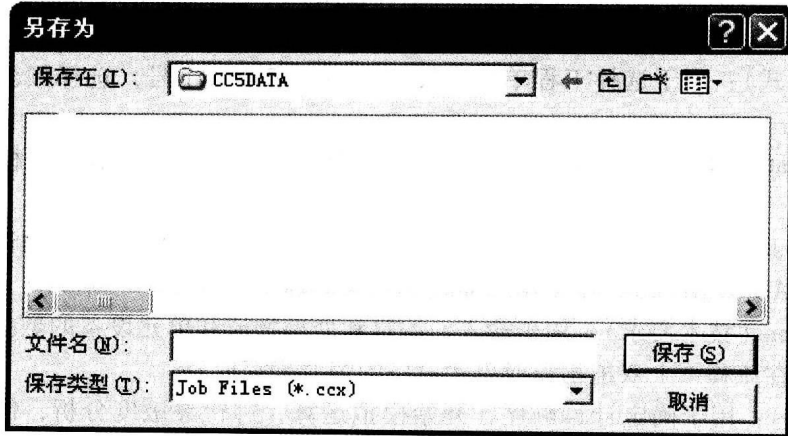 另存为
保存在(I): CC5DATA
文件名(N):
保存(S)
保存类型(T): Job Files (*.ccx)
取消